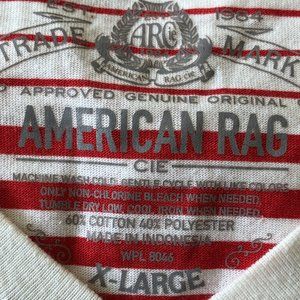 EST. 1984
ARC
TRADE MARK
AMERICAN RAG CIE
APPROVED GENUINE ORIGINAL
AMERICAN RAG
CIE
MACHINE WASH COLD, GENTLE CYCLE WITH LIKE COLORS
ONLY NON-CHLORINE BLEACH WHEN NEEDED,
TUMBLE DRY LOW, COOL IRON WHEN NEEDED
60% COTTON 40% POLYESTER
MADE IN INDONESIA
WPL 8046
X-LARGE